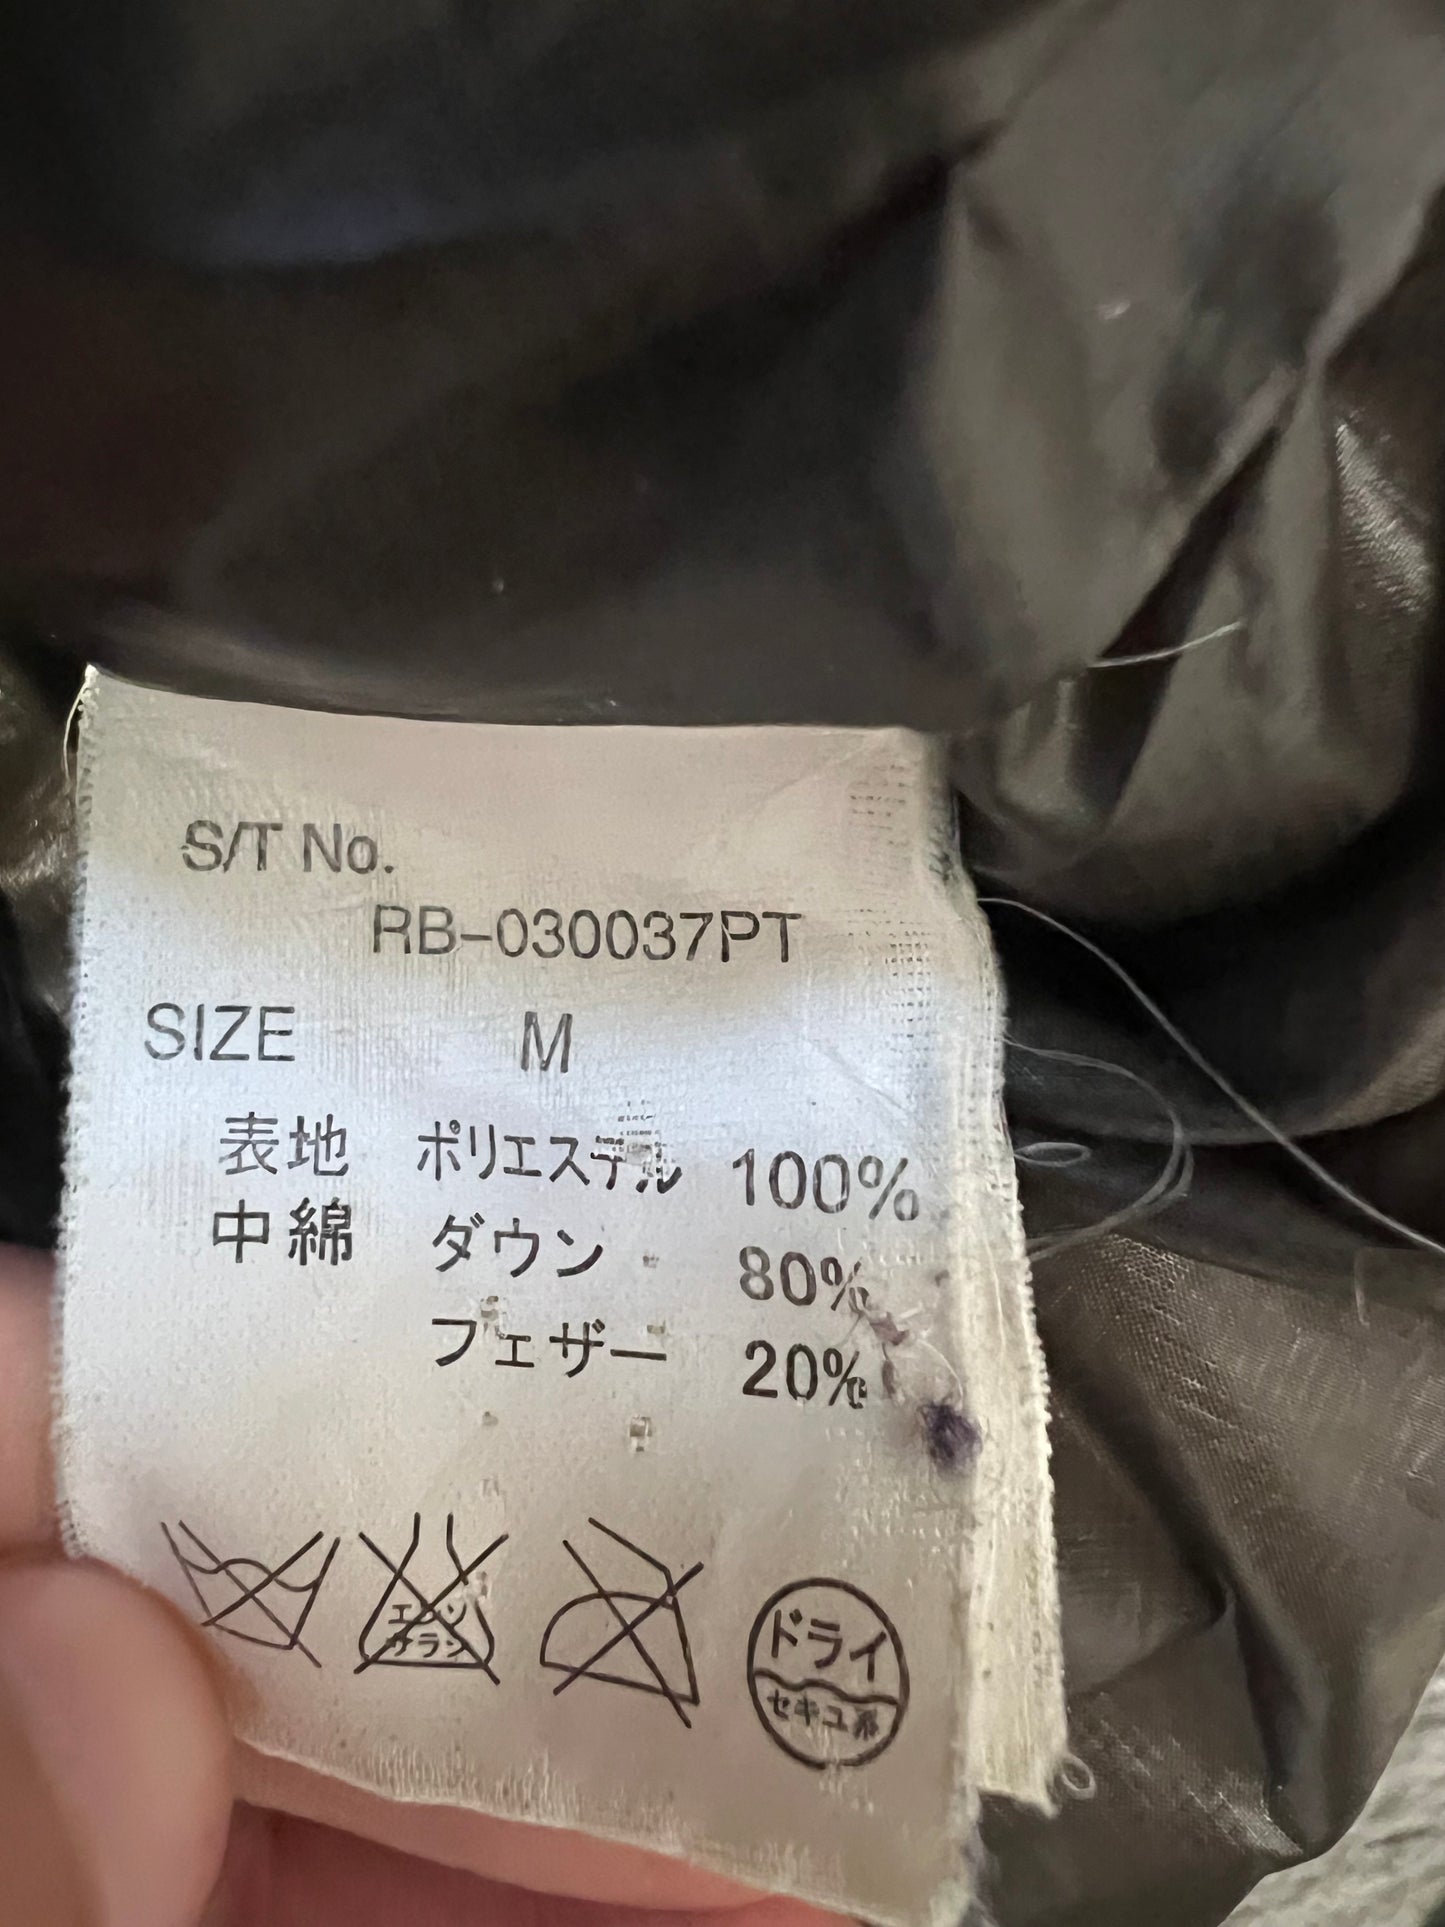 S/T No.
RB-030037PT
SIZE M
表地 ポリエステル 100%
中綿 ダウン 80%
フェザー 20%
エンソ
サラシ
ドライ
セキユ系